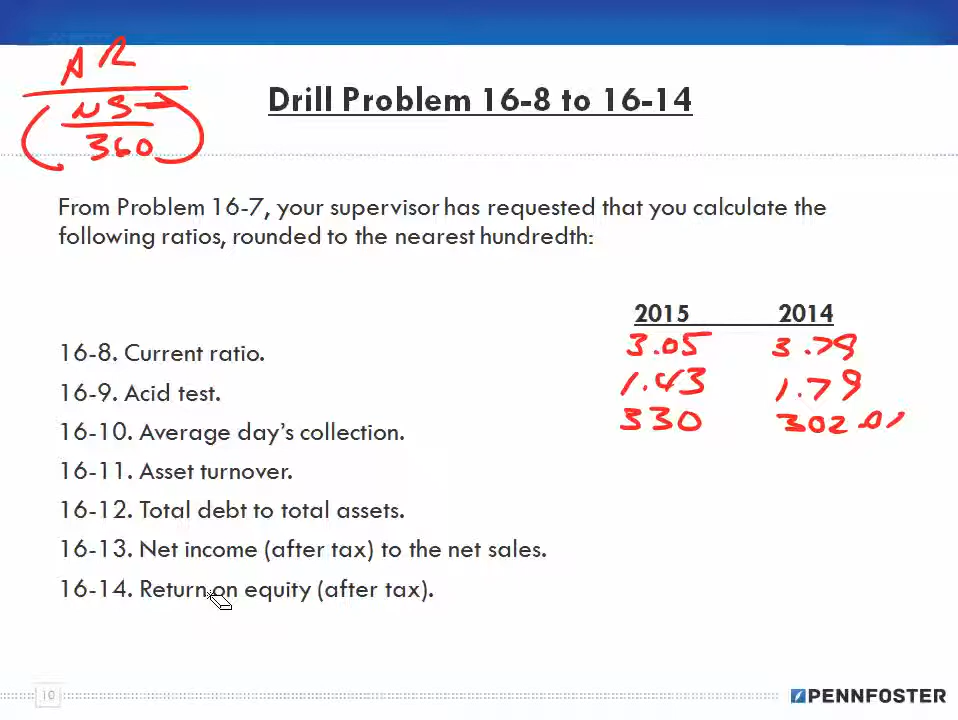 AR
NS
360
Drill Problem 16-8 to 16-14
From Problem 16-7, your supervisor has requested that you calculate the
following ratios, rounded to the nearest hundredth:
2015 2014
16-8. Current ratio. 3.05 3.79
16-9. Acid test. 1.43 1.79
16-10. Average day's collection. 330 302.01
16-11. Asset turnover.
16-12. Total debt to total assets.
16-13. Net income (after tax) to the net sales.
16-14. Return on equity (after tax).
10
PENNFOSTER